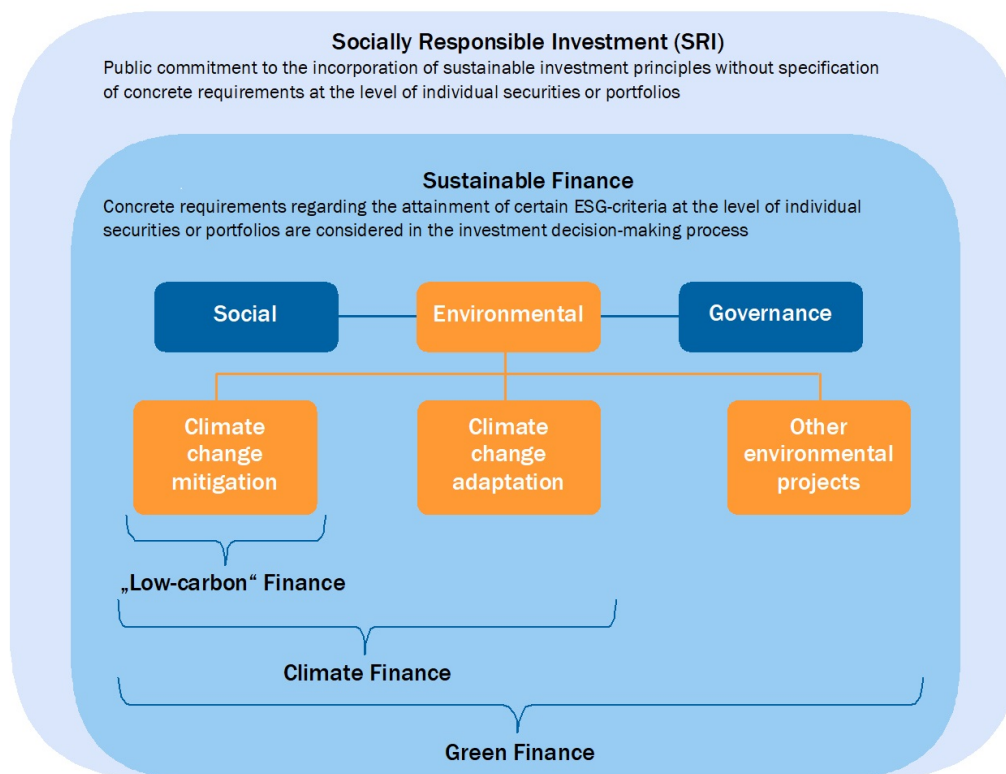 Socially Responsible Investment (SRI)
Public commitment to the incorporation of sustainable investment principles without specification
of concrete requirements at the level of individual securities or portfolios
Sustainable Finance
Concrete requirements regarding the attainment of certain ESG-criteria at the level of individual
securities or portfolios are considered in the investment decision-making process
Social
Environmental
Governance
Climate
change
mitigation
Climate
change
adaptation
Other
environmental
projects
„Low-carbon“ Finance
Climate Finance
Green Finance